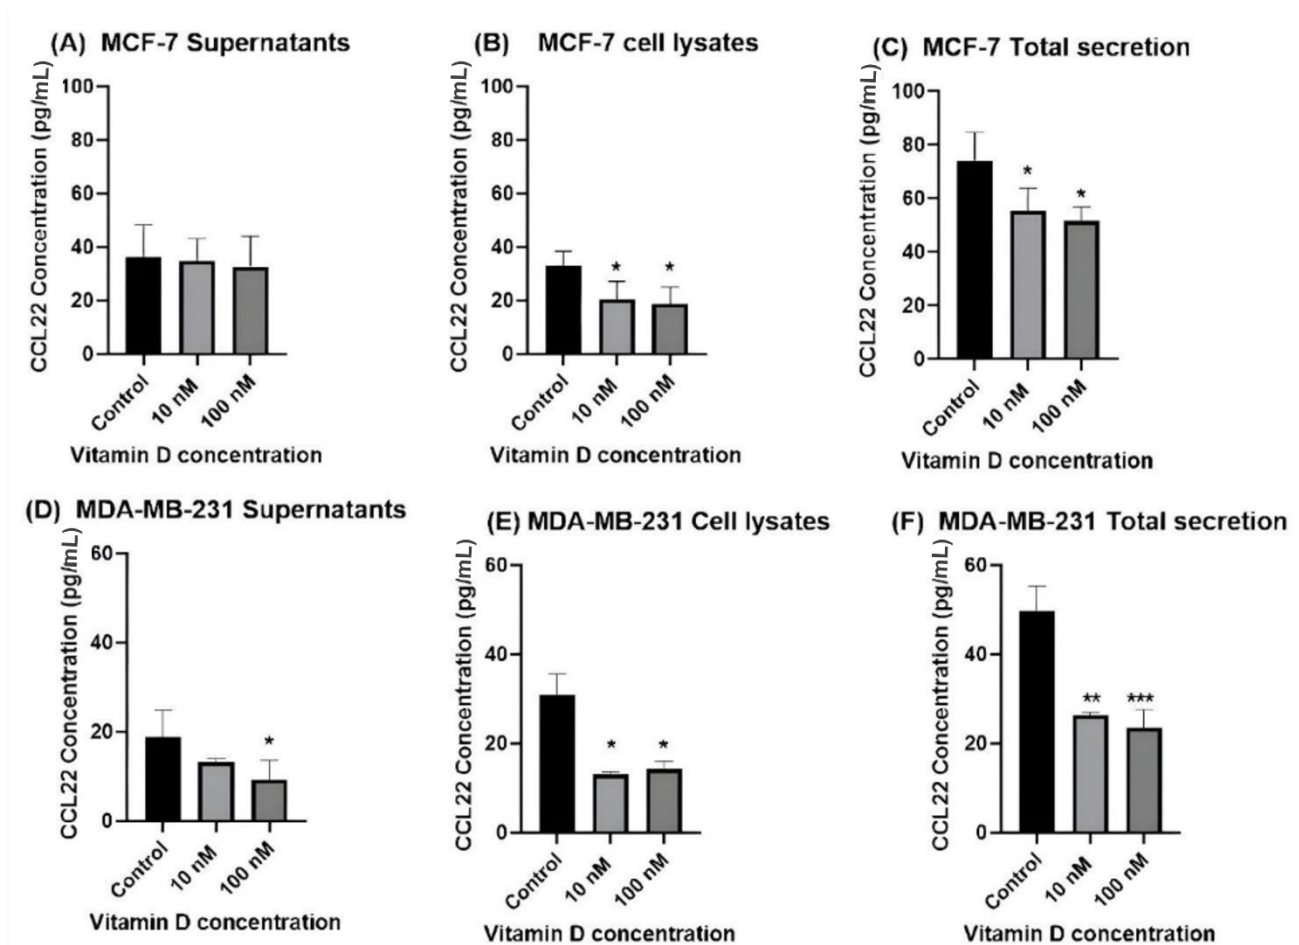 (A) MCF-7 Supernatants
CCL22 Concentration (pg/mL)
100
80
60
40
20
0
Control
10 nM
100 nM
Vitamin D concentration
(B) MCF-7 cell lysates
CCL22 Concentration (pg/mL)
100
80
60
40
20
0
*
*
Control
10 nM
100 nM
Vitamin D concentration
(C) MCF-7 Total secretion
CCL22 Concentration (pg/mL)
100
80
60
40
20
0
*
*
Control
10 nM
100 nM
Vitamin D concentration
(D) MDA-MB-231 Supernatants
CCL22 Concentration (pg/mL)
60
40
20
0
*
Control
10 nM
100 nM
Vitamin D concentration
(E) MDA-MB-231 Cell lysates
CCL22 Concentration (pg/mL)
60
40
20
0
*
*
Control
10 nM
100 nM
Vitamin D concentration
(F) MDA-MB-231 Total secretion
CCL22 Concentration (pg/mL)
60
40
20
0
**
***
Control
10 nM
100 nM
Vitamin D concentration